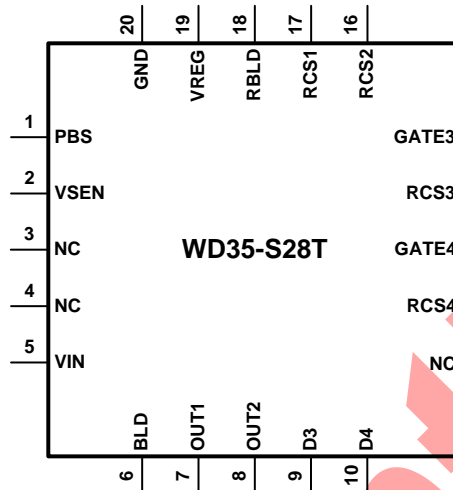 20 19 18 17 16
GND VREG RBLD RCS1 RCS2
1 PBS GATE3
2 VSEN RCS3
3 NC WD35-S28T GATE4
4 NC RCS4
5 VIN NC
BLD OUT1 OUT2 D3 D4
6 7 8 9 10